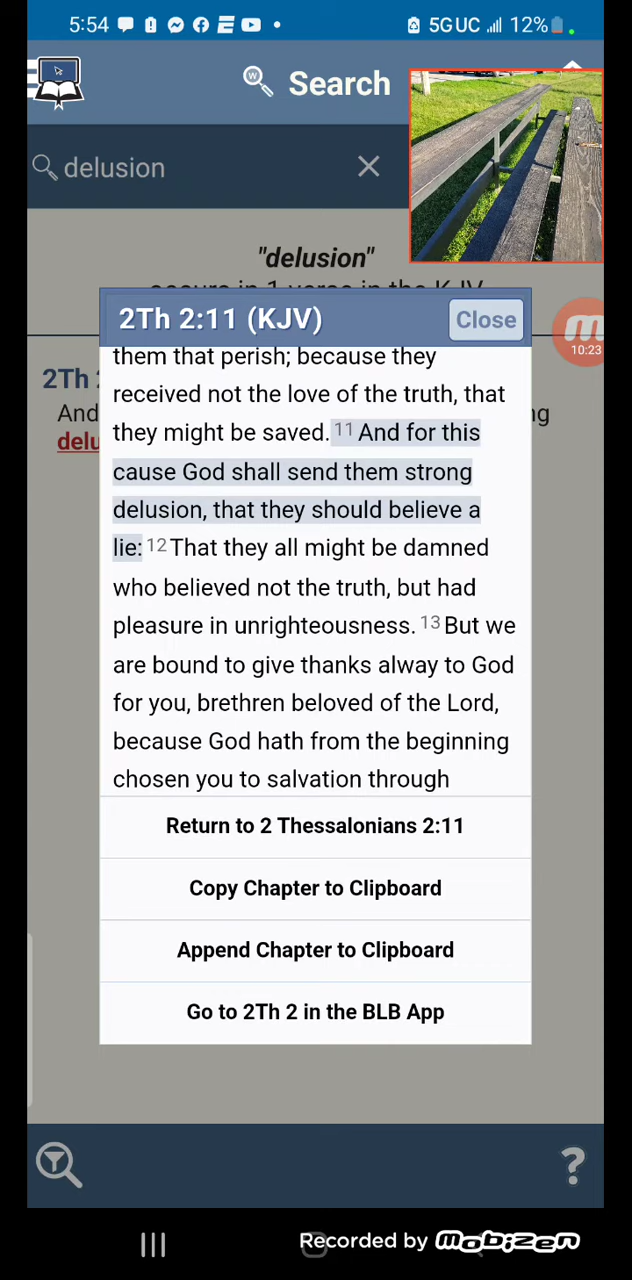 5:54
5G UC 12%
Search
delusion
"delusion"
2Th 2:11 (KJV)
Close
10:23
2Th
them that perish; because they
And
received not the love of the truth, that
delu
they might be saved. 11 And for this
cause God shall send them strong
delusion, that they should believe a
lie: 12 That they all might be damned
who believed not the truth, but had
pleasure in unrighteousness. 13 But we
are bound to give thanks alway to God
for you, brethren beloved of the Lord,
because God hath from the beginning
chosen you to salvation through
Return to 2 Thessalonians 2:11
Copy Chapter to Clipboard
Append Chapter to Clipboard
Go to 2Th 2 in the BLB App
?
Recorded by mobizen